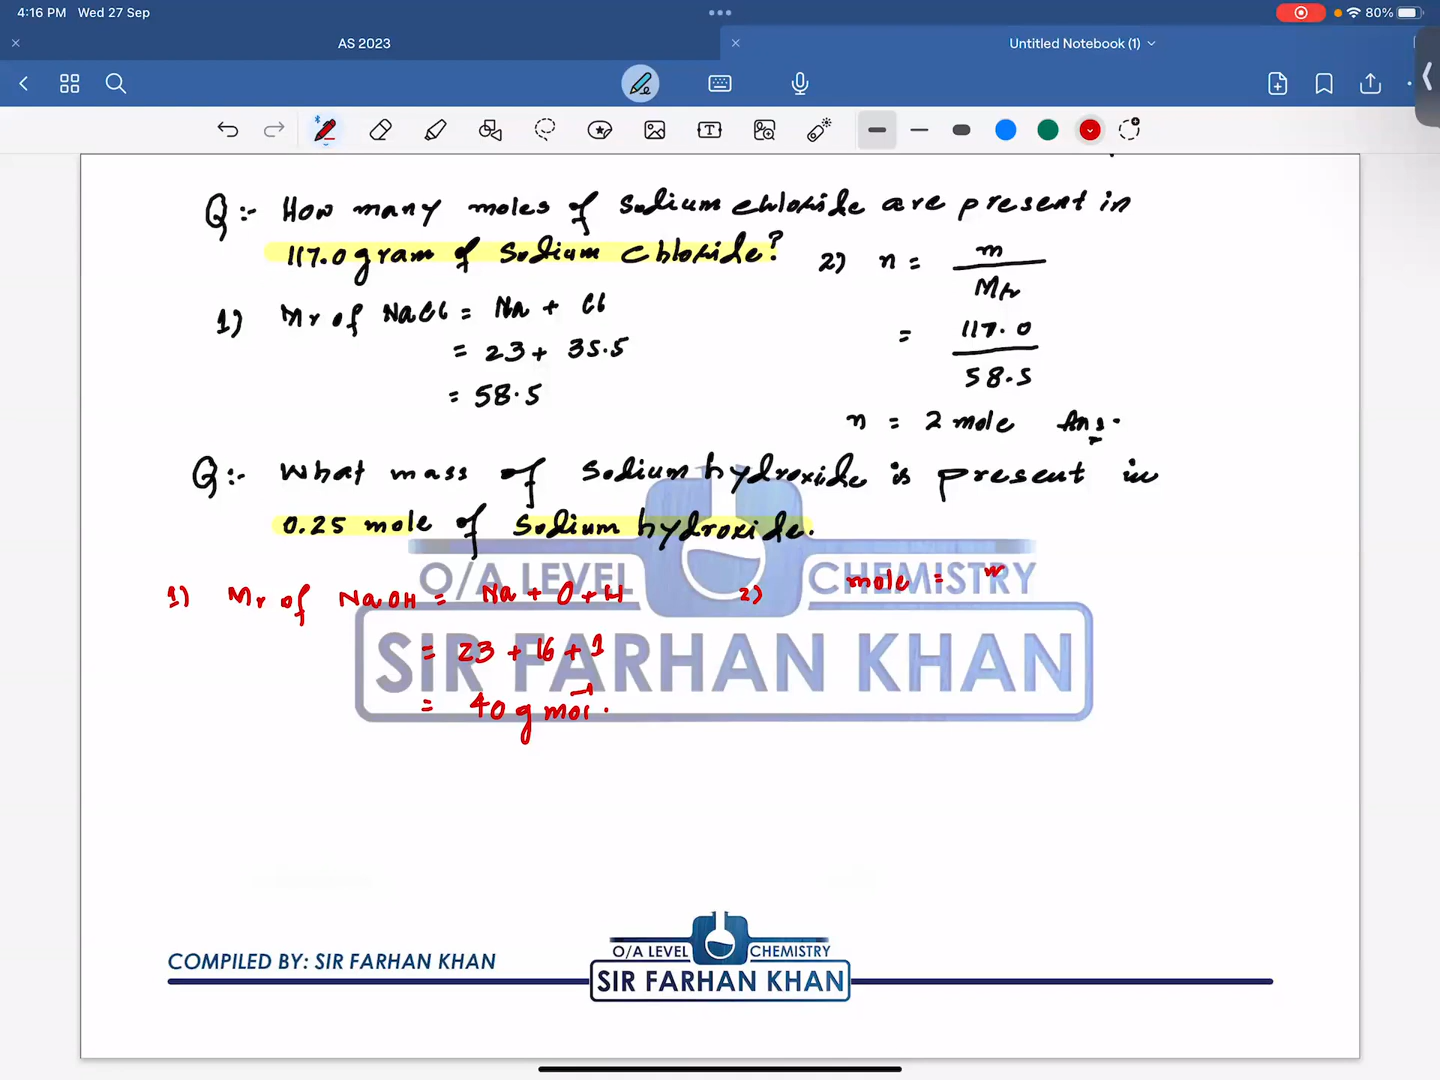 4:16 PM Wed 27 Sep
80%
AS 2023
Untitled Notebook (1)
Q:- How many moles of Sodium chloride are present in
117.0 gram of Sodium Chloride?
1) Mr of NaCl = Na + Cl
= 23 + 35.5
= 58.5
2) n = m
Mr
= 117.0
58.5
n = 2 mole Ans.
Q:- What mass of Sodium hydroxide is present in
0.25 mole of Sodium hydroxide.
1) Mr of NaOH = Na + O + H
= 23 + 16 + 1
= 40 g mol⁻¹.
2) mole =
O/A LEVEL CHEMISTRY
SIR FARHAN KHAN
COMPILED BY: SIR FARHAN KHAN
O/A LEVEL CHEMISTRY
SIR FARHAN KHAN